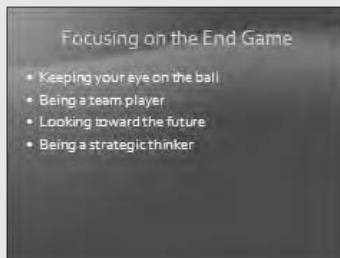 Focusing on the End Game
• Keeping your eye on the ball
• Being a team player
• Looking toward the future
• Being a strategic thinker